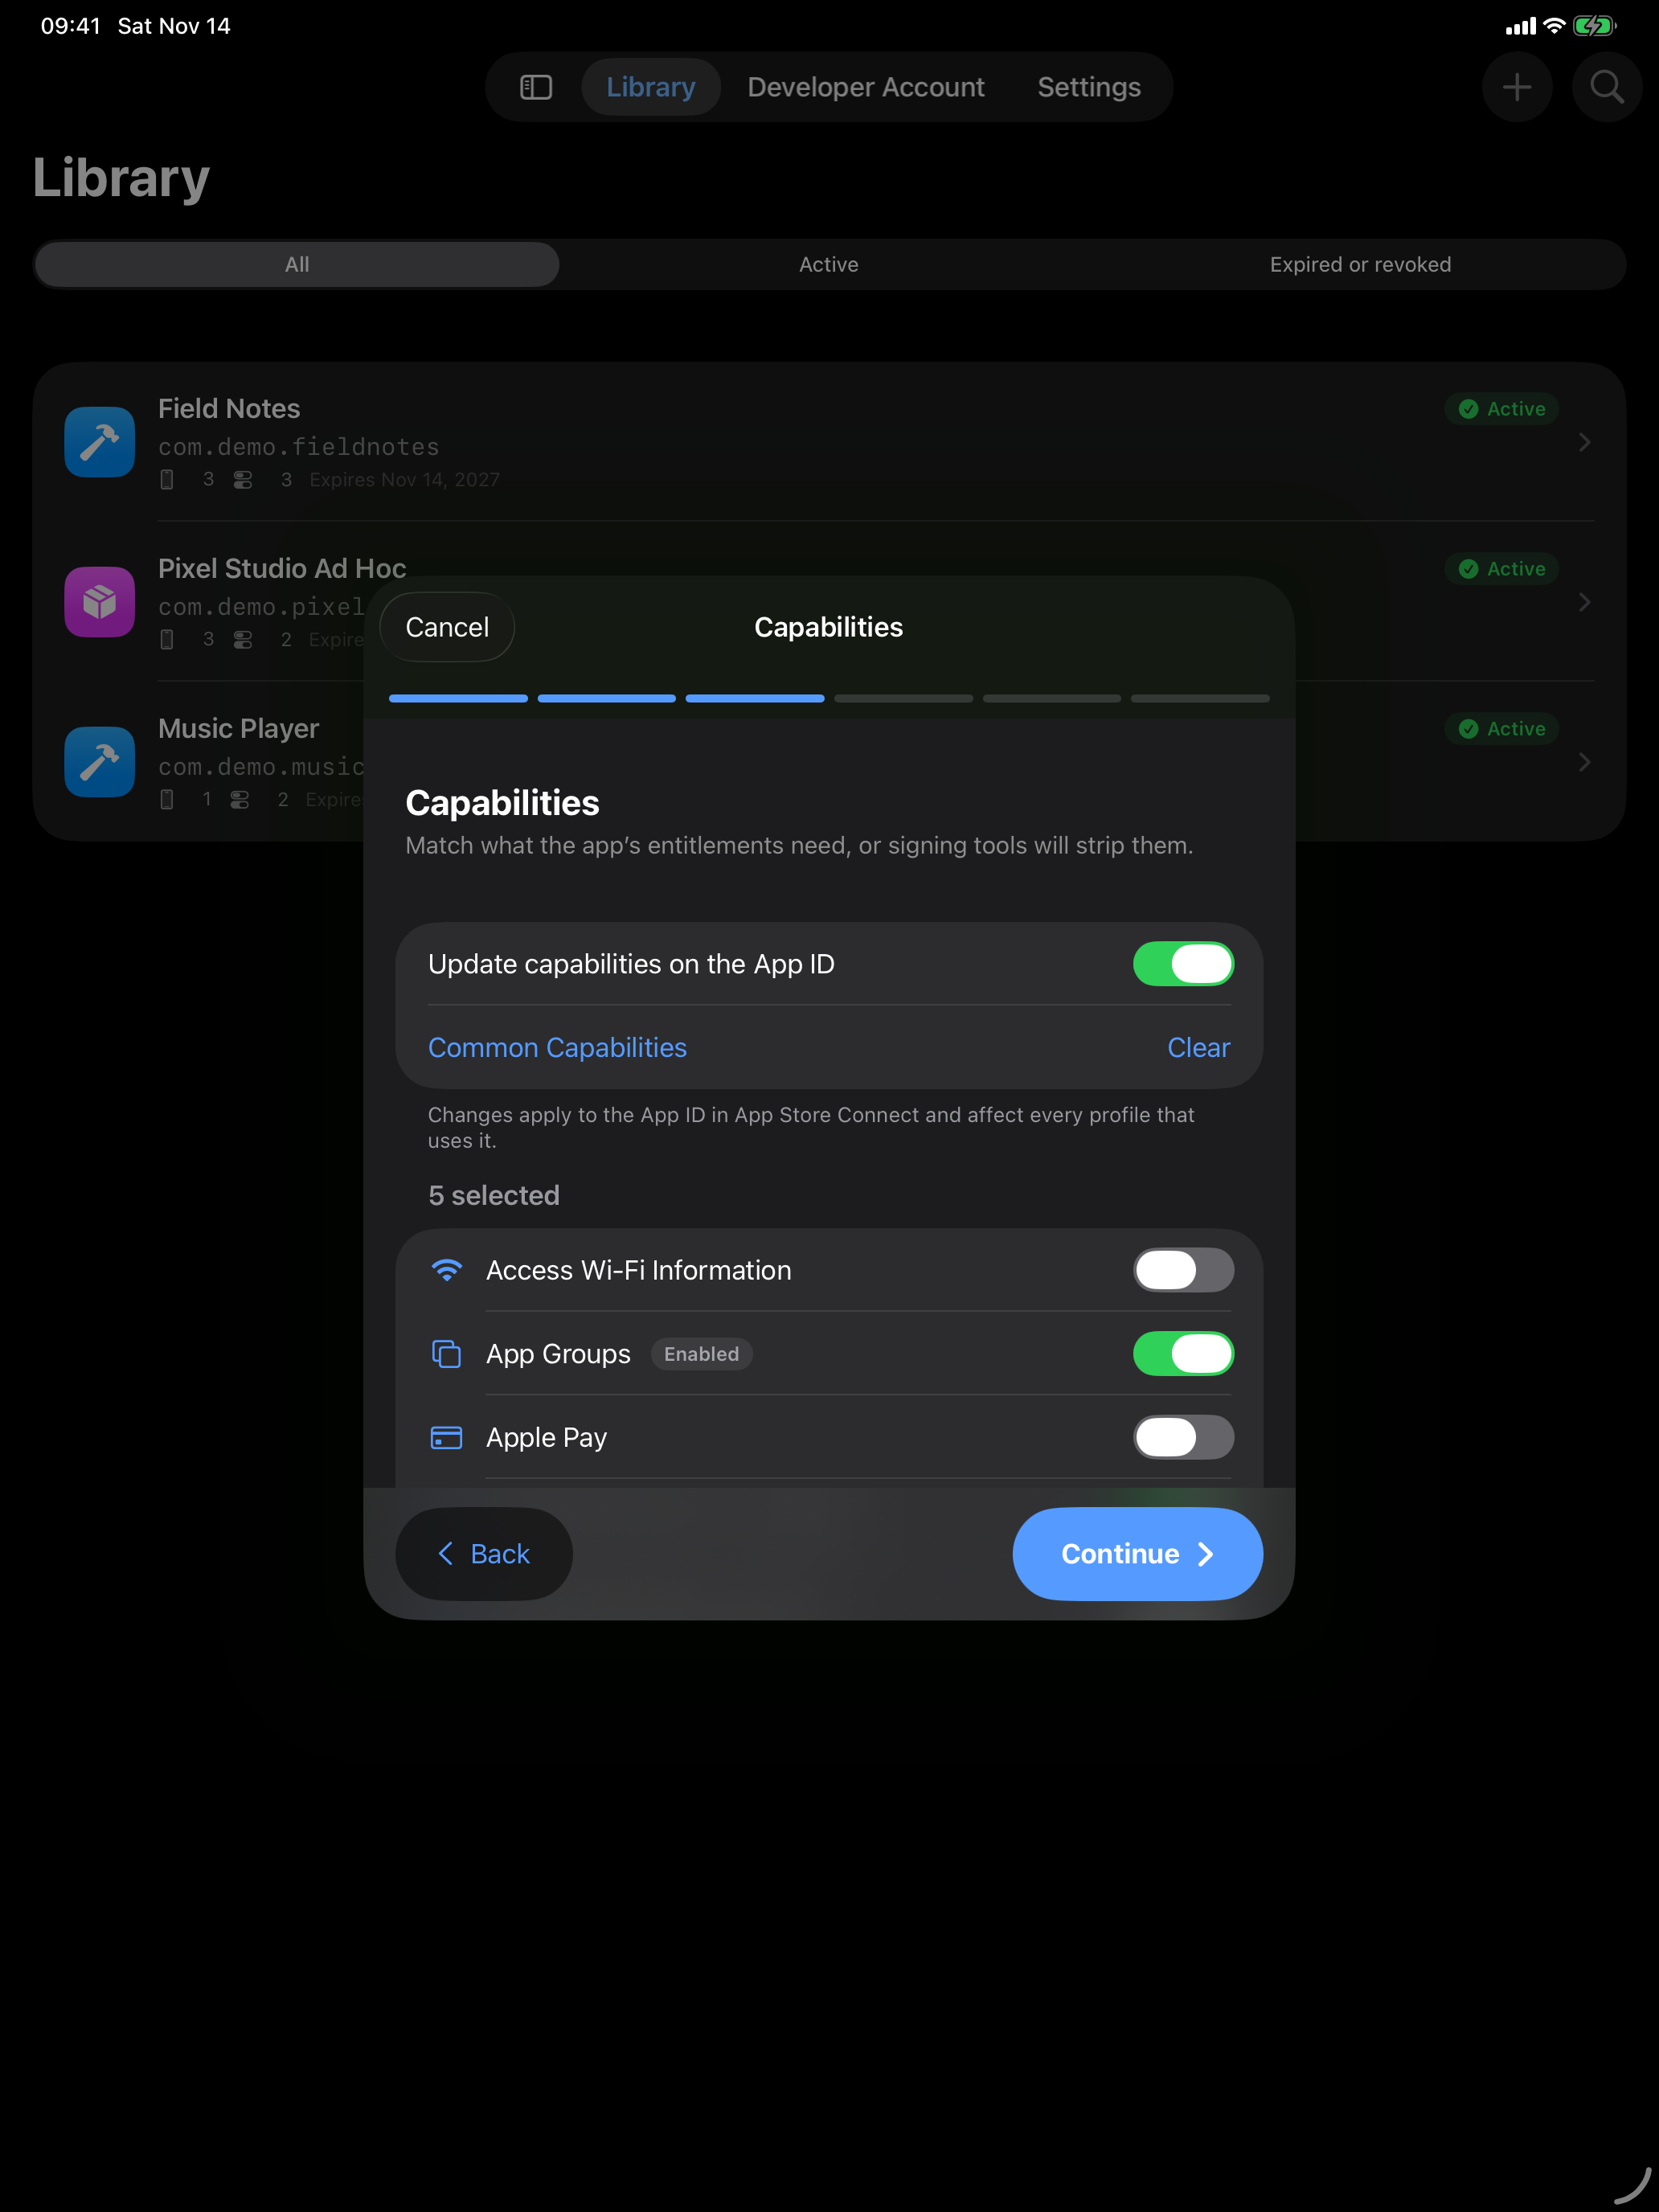 09:41 Sat Nov 14
Library Developer Account Settings
Library
All Active Expired or revoked
Field Notes
Active
com.demo.fieldnotes
3 3 Expires Nov 14, 2027
Pixel Studio Ad Hoc
Active
com.demo.pixel
3 2 Expire
Music Player
Active
com.demo.music
1 2 Expire
Cancel Capabilities
Capabilities
Match what the app’s entitlements need, or signing tools will strip them.
Update capabilities on the App ID
Common Capabilities Clear
Changes apply to the App ID in App Store Connect and affect every profile that
uses it.
5 selected
Access Wi-Fi Information
App Groups Enabled
Apple Pay
Back Continue